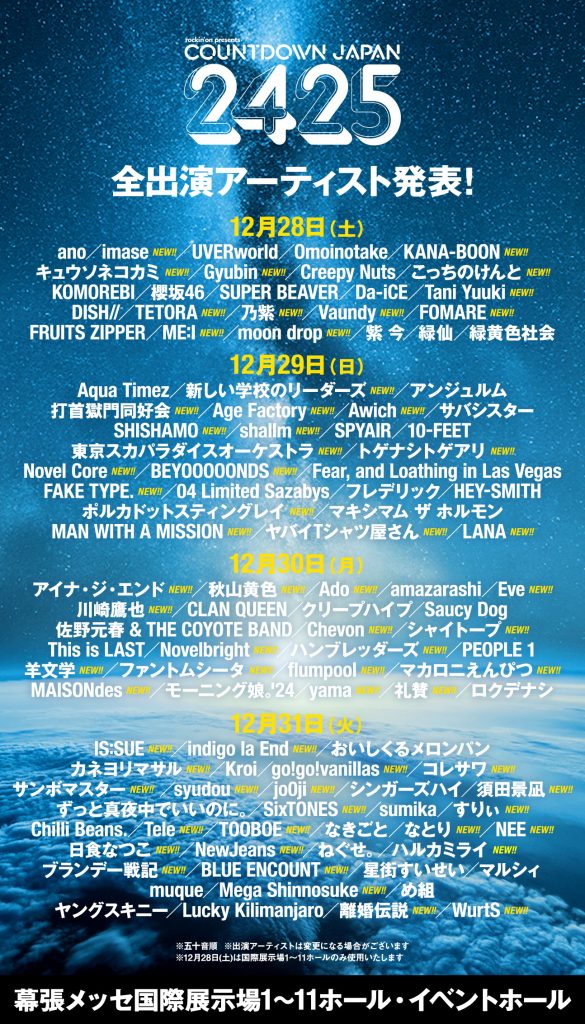 rockin'on presents
COUNTDOWN JAPAN
2425
全出演アーティスト発表!
12月28日(土)
ano／imase NEW!!／UVERworld／Omoinotake／KANA-BOON NEW!!
キュウソネコカミ NEW!!／Gyubin NEW!!／Creepy Nuts／こっちのけんと NEW!!
KOMOREBI／櫻坂46／SUPER BEAVER／Da-iCE／Tani Yuuki NEW!!
DISH//／TETORA NEW!!／乃紫 NEW!!／Vaundy NEW!!／FOMARE NEW!!
FRUITS ZIPPER／ME:I NEW!!／moon drop NEW!!／紫 今／緑仙／緑黄色社会
12月29日(日)
Aqua Timez／新しい学校のリーダーズ NEW!!／アンジュルム
打首獄門同好会 NEW!!／Age Factory NEW!!／Awich NEW!!／サバシスター
SHISHAMO NEW!!／shallm NEW!!／SPYAIR／10-FEET
東京スカパラダイスオーケストラ NEW!!／トゲナシトゲアリ NEW!!
Novel Core NEW!!／BEYOOOOONDS NEW!!／Fear, and Loathing in Las Vegas
FAKE TYPE. NEW!!／04 Limited Sazabys／フレデリック／HEY-SMITH
ポルカドットスティングレイ NEW!!／マキシマム ザ ホルモン
MAN WITH A MISSION NEW!!／ヤバイTシャツ屋さん NEW!!／LANA NEW!!
12月30日(月)
アイナ・ジ・エンド NEW!!／秋山黄色 NEW!!／Ado NEW!!／amazarashi／Eve NEW!!
川崎鷹也 NEW!!／CLAN QUEEN／クリープハイプ／Saucy Dog
佐野元春 & THE COYOTE BAND／Chevon NEW!!／シャイトープ NEW!!
This is LAST／Novelbright NEW!!／ハンブレッダーズ NEW!!／PEOPLE 1
羊文学 NEW!!／ファントムシータ NEW!!／flumpool NEW!!／マカロニえんぴつ NEW!!
MAISONdes NEW!!／モーニング娘。'24／yama NEW!!／礼賛 NEW!!／ロクデナシ
12月31日(火)
IS:SUE NEW!!／indigo la End NEW!!／おいしくるメロンパン
カネヨリマサル NEW!!／Kroi／go!go!vanillas NEW!!／コレサワ NEW!!
サンボマスター NEW!!／syudou NEW!!／jo0ji NEW!!／シンガーズハイ／須田景凪 NEW!!
ずっと真夜中でいいのに。／SixTONES NEW!!／sumika／すりぃ NEW!!
Chilli Beans.／Tele NEW!!／TOOBOE NEW!!／なきごと／なとり NEW!!／NEE NEW!!
日食なつこ NEW!!／NewJeans NEW!!／ねぐせ。／ハルカミライ NEW!!
ブランデー戦記 NEW!!／BLUE ENCOUNT NEW!!／星街すいせい／マルシィ
muque／Mega Shinnosuke NEW!!／め組
ヤングスキニー／Lucky Kilimanjaro／離婚伝説 NEW!!／WurtS NEW!!
※五十音順 ※出演アーティストは変更になる場合がございます
※12月28日(土)は国際展示場1〜11ホールのみ使用いたします
幕張メッセ国際展示場1〜11ホール・イベントホール